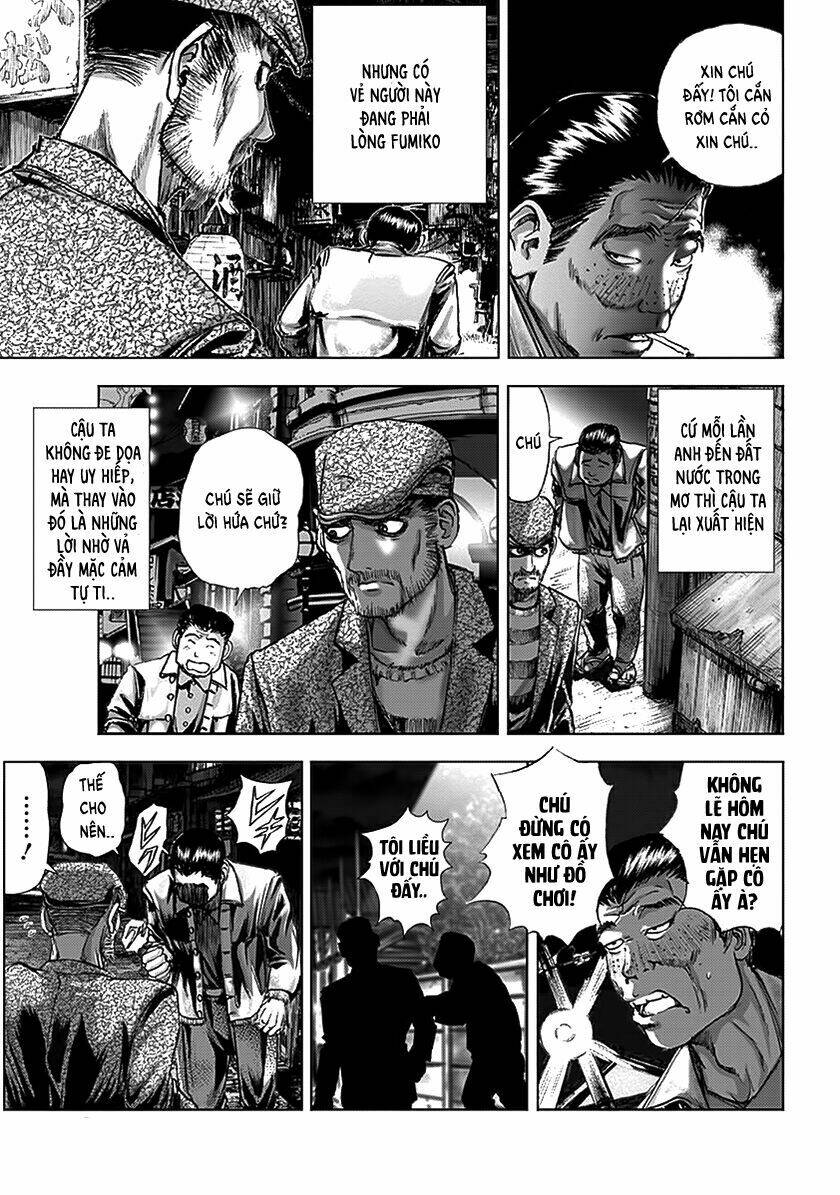 XIN CHÚ
ĐẤY! TÔI CẮN
RƠM CẮN CỎ
XIN CHÚ..
NHƯNG CÓ
VẺ NGƯỜI NÀY
ĐANG PHẢI
LÒNG FUMIKO
酒
CỨ MỖI LẦN
ANH ĐẾN ĐẤT
NƯỚC TRONG
MƠ THÌ CẬU TA
LẠI XUẤT HIỆN
CHÚ
CHÚ SẼ GIỮ
LỜI HỨA CHỨ?
CẬU TA
KHÔNG ĐE DỌA
HAY UY HIẾP,
MÀ THAY VÀO
ĐÓ LÀ NHỮNG
LỜI NHỜ VẢ
ĐẦY MẶC CẢM
TỰ TI..
KHÔNG
LẼ HÔM
NAY CHÚ
VẪN HẸN
GẶP CÔ
ẤY À?
CHÚ
ĐỪNG CÓ
XEM CÔ ẤY
NHƯ ĐỒ
CHƠI!
TÔI LIỀU
VỚI CHÚ
ĐẤY..
THẾ
CHO
NÊN..
......!